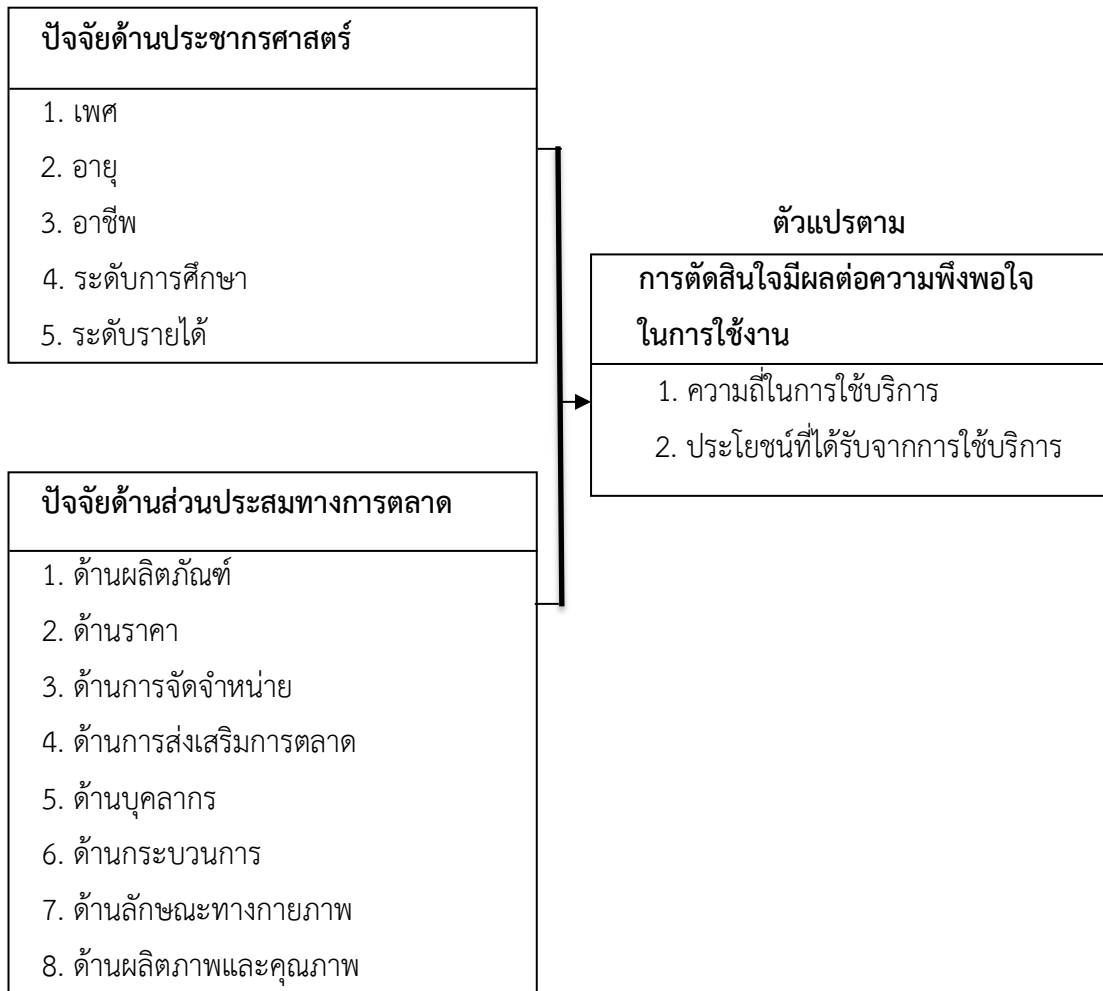 ปัจจัยด้านประชากรศาสตร์
1. เพศ
2. อายุ
3. อาชีพ
4. ระดับการศึกษา
5. ระดับรายได้
ตัวแปรตาม
การตัดสินใจมีผลต่อความพึงพอใจ
ในการใช้งาน
1. ความถี่ในการใช้บริการ
2. ประโยชน์ที่ได้รับจากการใช้บริการ
ปัจจัยด้านส่วนประสมทางการตลาด
1. ด้านผลิตภัณฑ์
2. ด้านราคา
3. ด้านการจัดจำหน่าย
4. ด้านการส่งเสริมการตลาด
5. ด้านบุคลากร
6. ด้านกระบวนการ
7. ด้านลักษณะทางกายภาพ
8. ด้านผลิตภาพและคุณภาพ